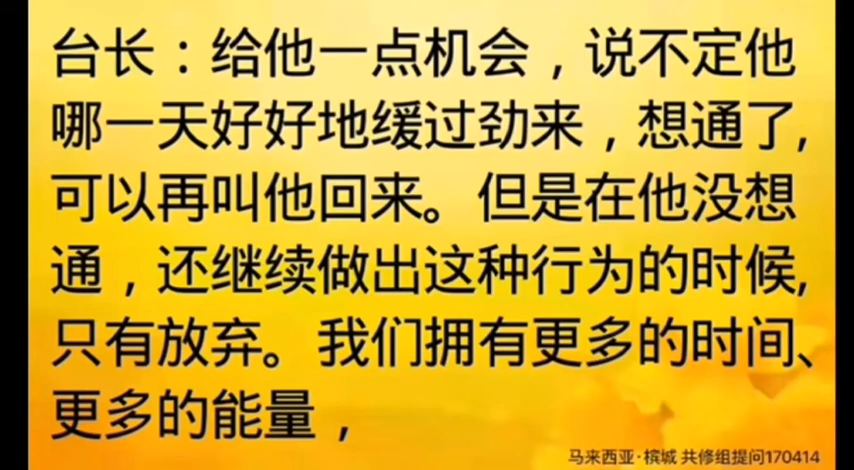 台长：给他一点机会，说不定他
哪一天好好地缓过劲来，想通了,
可以再叫他回来。但是在他没想
通，还继续做出这种行为的时候,
只有放弃。我们拥有更多的时间、
更多的能量，
马来西亚·槟城 共修组提问170414